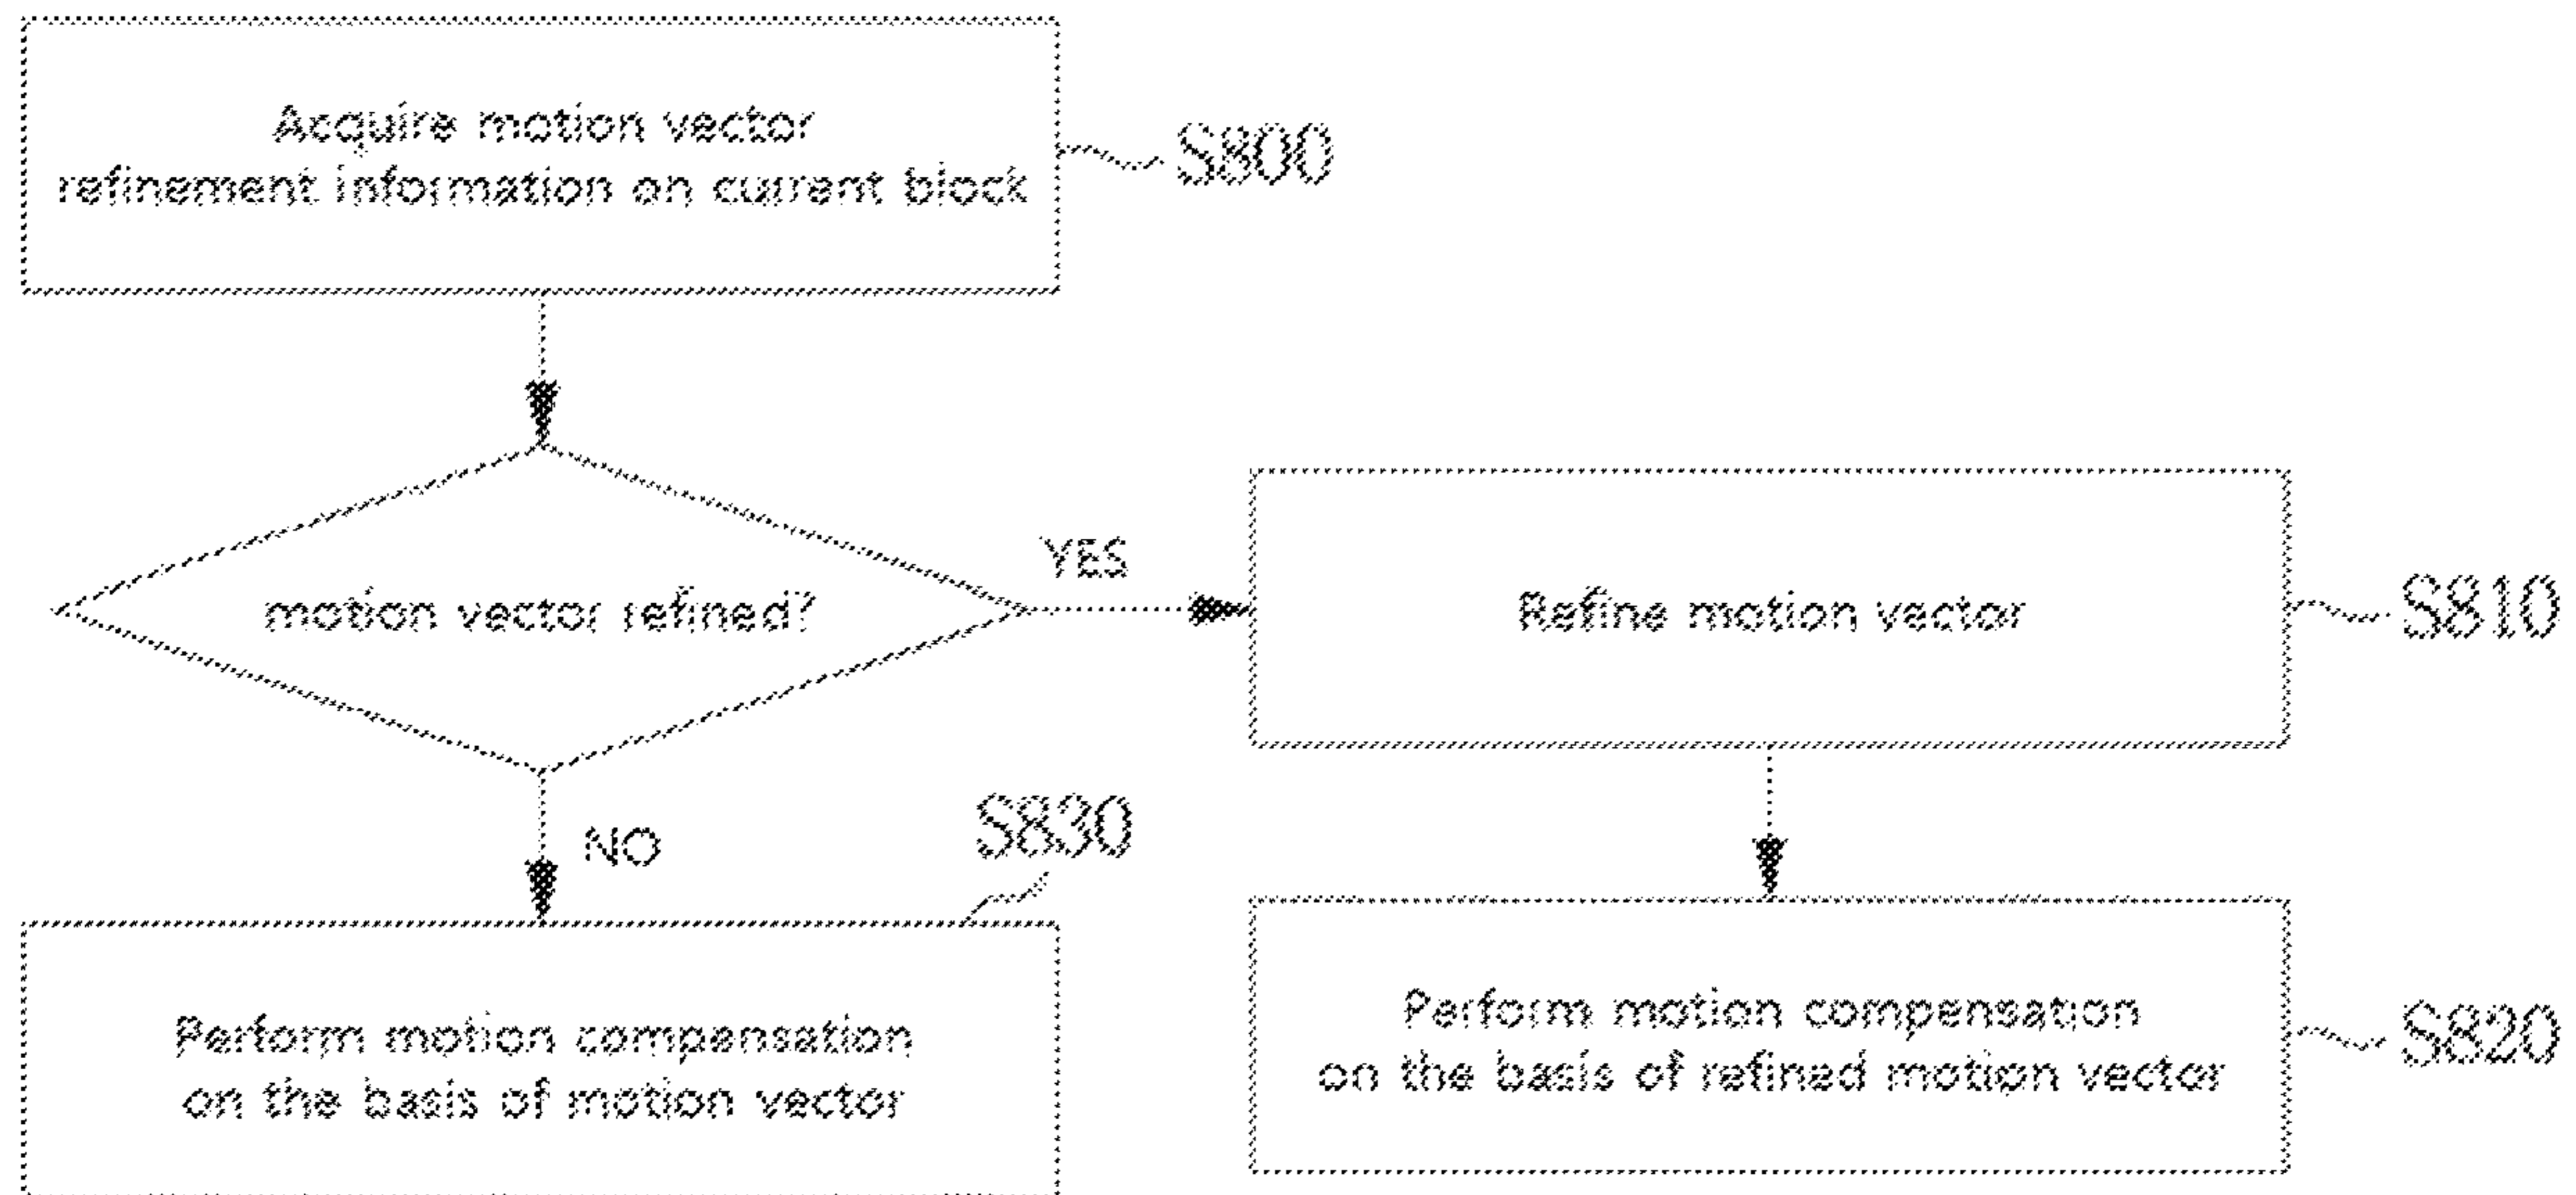 Acquire motion vector
refinement information on current block
S800
motion vector refined?
YES
Refine motion vector
S810
NO
S830
Perform motion compensation
on the basis of motion vector
Perform motion compensation
on the basis of refined motion vector
S820